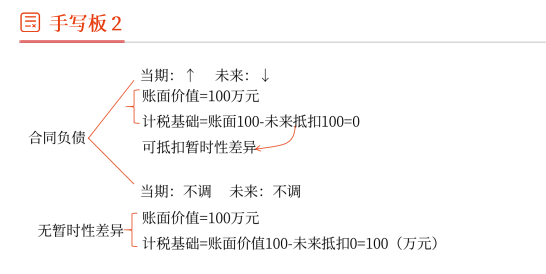 手写板 2
当期：↑ 未来：↓
账面价值=100万元
计税基础=账面100-未来抵扣100=0
可抵扣暂时性差异
合同负债
当期：不调 未来：不调
账面价值=100万元
无暂时性差异
计税基础=账面价值100-未来抵扣0=100（万元）